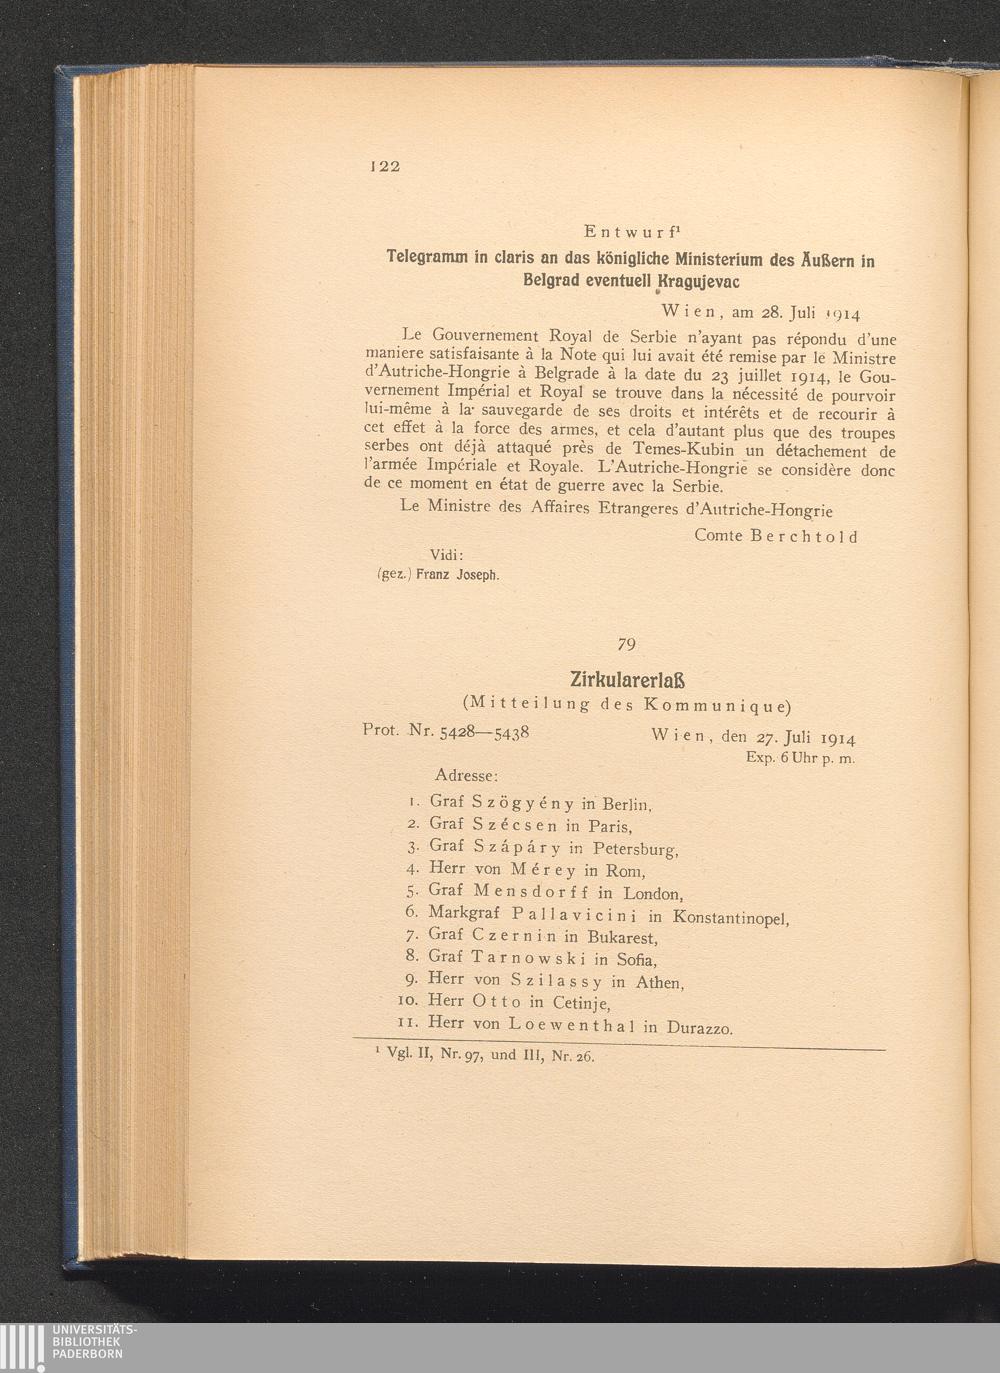 122
Entwurf¹
Telegramm in claris an das königliche Ministerium des Äußern in
Belgrad eventuell Kragujevac
Wien, am 28. Juli 1914
Le Gouvernement Royal de Serbie n'ayant pas répondu d'une
maniere satisfaisante à la Note qui lui avait été remise par le Ministre
d'Autriche-Hongrie à Belgrade à la date du 23 juillet 1914, le Gou-
vernement Impérial et Royal se trouve dans la nécessité de pourvoir
lui-même à la sauvegarde de ses droits et intérêts et de recourir à
cet effet à la force des armes, et cela d'autant plus que des troupes
serbes ont déjà attaqué près de Temes-Kubin un détachement de
l'armée Impériale et Royale. L'Autriche-Hongrie se considère donc
de ce moment en état de guerre avec la Serbie.
Le Ministre des Affaires Etrangeres d'Autriche-Hongrie
Comte Berchtold
Vidi:
(gez.) Franz Joseph.
79
Zirkularerlaß
(Mitteilung des Kommunique)
Prot. Nr. 5428—5438 Wien, den 27. Juli 1914
Exp. 6 Uhr p. m.
Adresse:
1. Graf Szögyény in Berlin,
2. Graf Szécsen in Paris,
3. Graf Szápáry in Petersburg,
4. Herr von Mérey in Rom,
5. Graf Mensdorff in London,
6. Markgraf Pallavicini in Konstantinopel,
7. Graf Czernin in Bukarest,
8. Graf Tarnowski in Sofia,
9. Herr von Szilassy in Athen,
10. Herr Otto in Cetinje,
11. Herr von Loewenthal in Durazzo.
¹ Vgl. II, Nr. 97, und III, Nr. 26.
UNIVERSITÄTS-
BIBLIOTHEK
PADERBORN